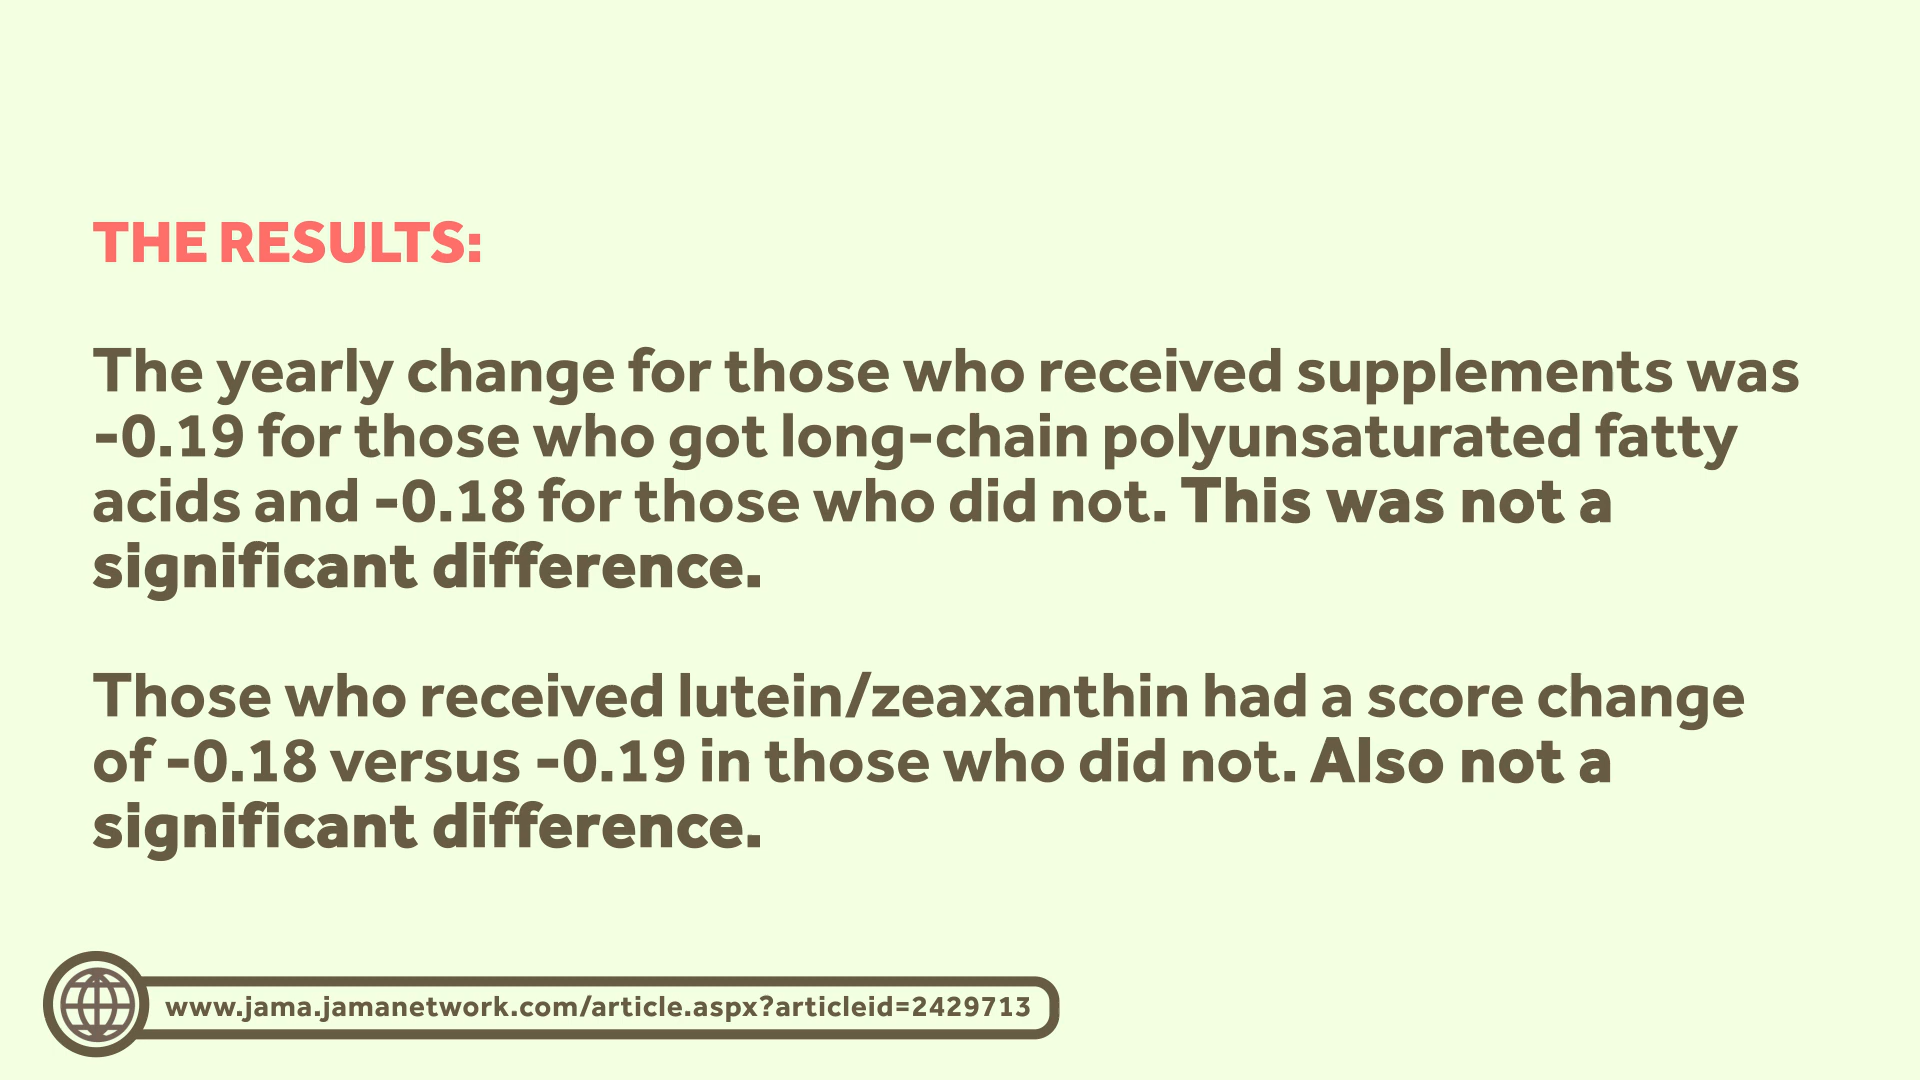 THE RESULTS:
The yearly change for those who received supplements was
-0.19 for those who got long-chain polyunsaturated fatty
acids and -0.18 for those who did not. This was not a
significant difference.
Those who received lutein/zeaxanthin had a score change
of -0.18 versus -0.19 in those who did not. Also not a
significant difference.
www.jama.jamanetwork.com/article.aspx?articleid=2429713